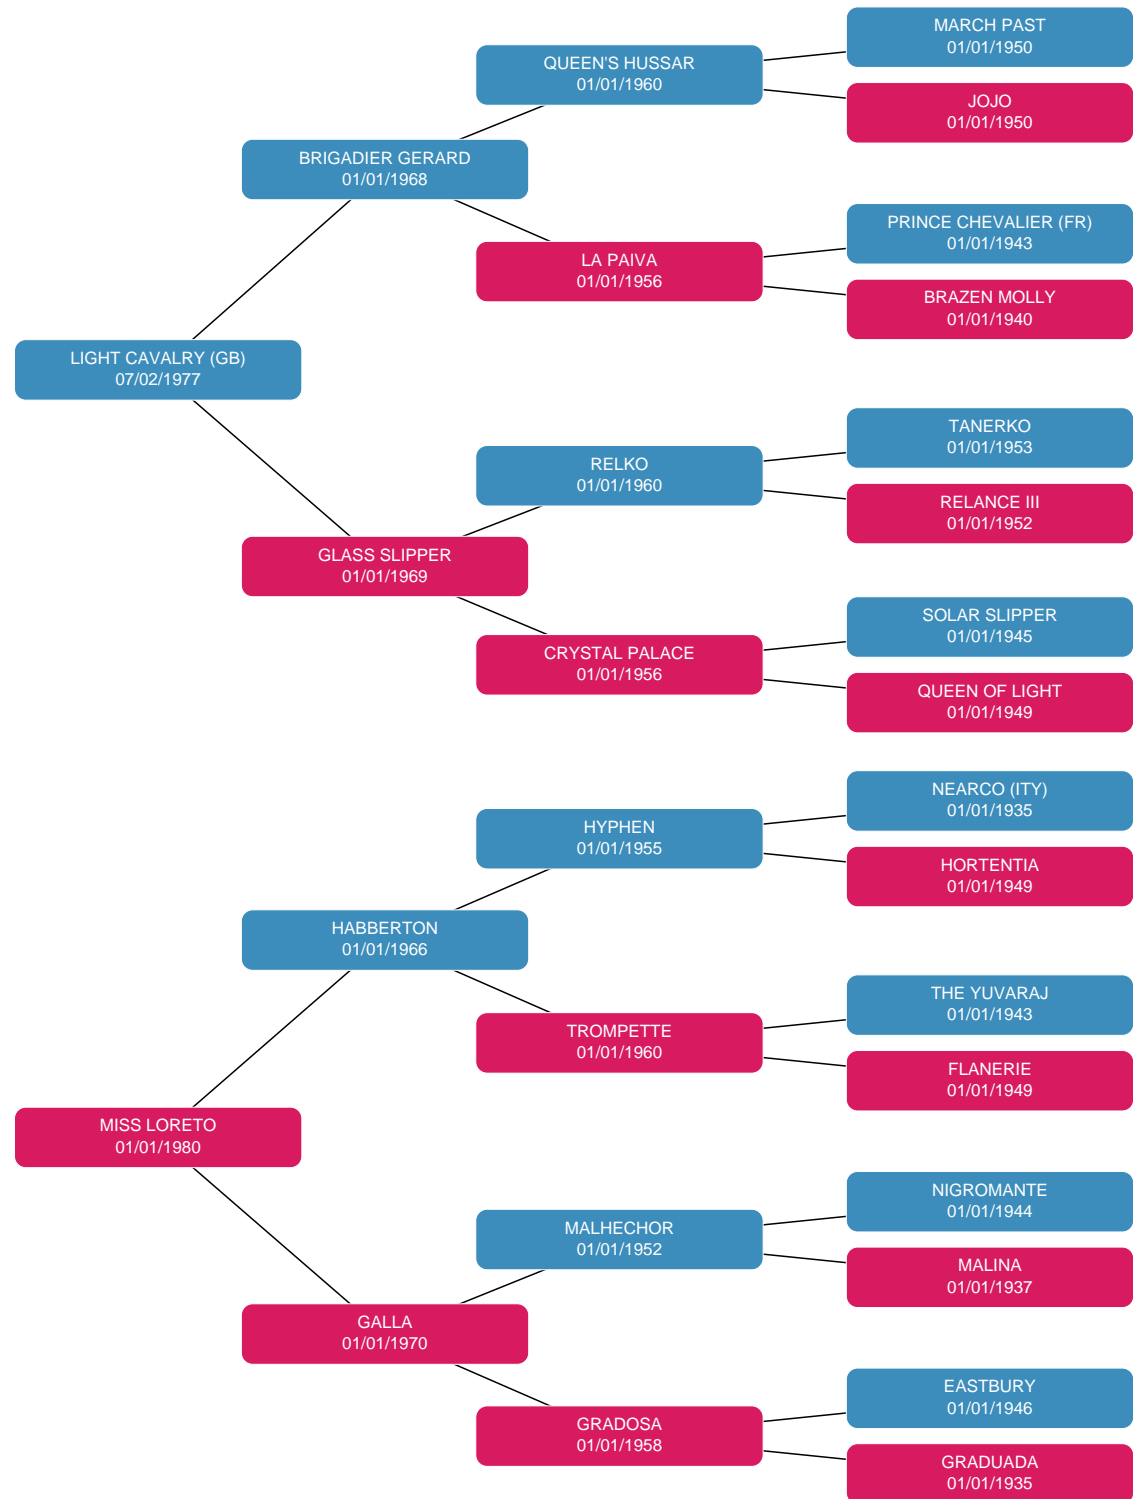 MARCH PAST
01/01/1950
QUEEN'S HUSSAR
01/01/1960
JOJO
01/01/1950
BRIGADIER GERARD
01/01/1968
PRINCE CHEVALIER (FR)
01/01/1943
LA PAIVA
01/01/1956
BRAZEN MOLLY
01/01/1940
LIGHT CAVALRY (GB)
07/02/1977
TANERKO
01/01/1953
RELKO
01/01/1960
RELANCE III
01/01/1952
GLASS SLIPPER
01/01/1969
SOLAR SLIPPER
01/01/1945
CRYSTAL PALACE
01/01/1956
QUEEN OF LIGHT
01/01/1949
NEARCO (ITY)
01/01/1935
HYPHEN
01/01/1955
HORTENTIA
01/01/1949
HABBERTON
01/01/1966
THE YUVARAJ
01/01/1943
TROMPETTE
01/01/1960
FLANERIE
01/01/1949
MISS LORETO
01/01/1980
NIGROMANTE
01/01/1944
MALHECHOR
01/01/1952
MALINA
01/01/1937
GALLA
01/01/1970
EASTBURY
01/01/1946
GRADOSA
01/01/1958
GRADUADA
01/01/1935